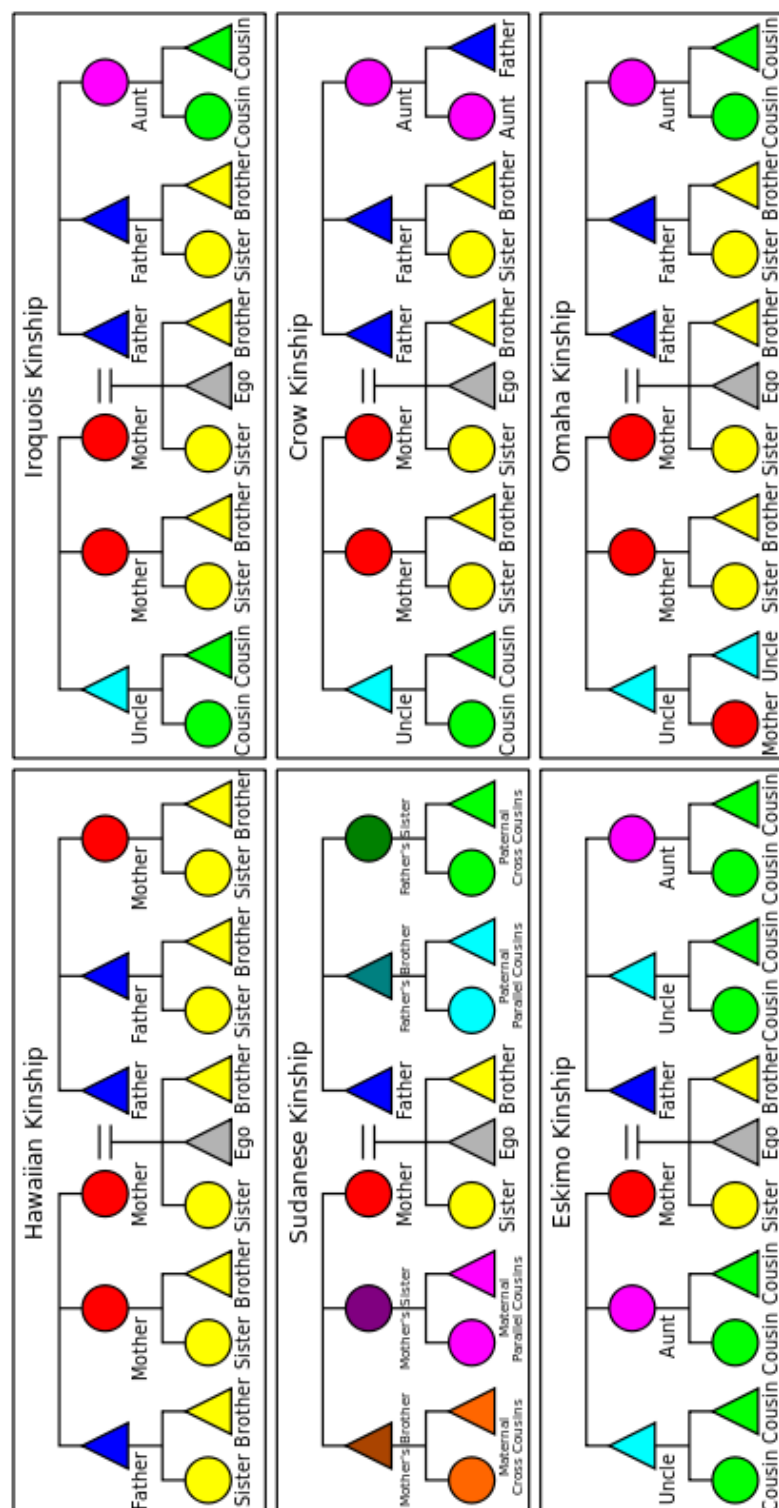 Hawaiian Kinship
Father Mother Mother Father Father Mother
Sister Brother Sister Brother Sister Ego Brother Sister Brother Sister Brother
Iroquois Kinship
Uncle Mother Mother Father Father Aunt
Cousin Cousin Sister Brother Sister Ego Brother Sister Brother Cousin Cousin
Sudanese Kinship
Mother's Brother Mother's Sister Mother Father Father's Brother Father's Sister
Maternal Cross Cousins Maternal Parallel Cousins Sister Ego Brother Paternal Parallel Cousins Paternal Cross Cousins
Crow Kinship
Uncle Mother Mother Father Father Aunt
Cousin Cousin Sister Brother Sister Ego Brother Sister Brother Aunt Father
Eskimo Kinship
Uncle Aunt Mother Father Uncle Aunt
Cousin Cousin Cousin Cousin Sister Ego Brother Cousin Cousin Cousin Cousin
Omaha Kinship
Uncle Mother Mother Father Father Aunt
Mother Uncle Sister Brother Sister Ego Brother Sister Brother Cousin Cousin